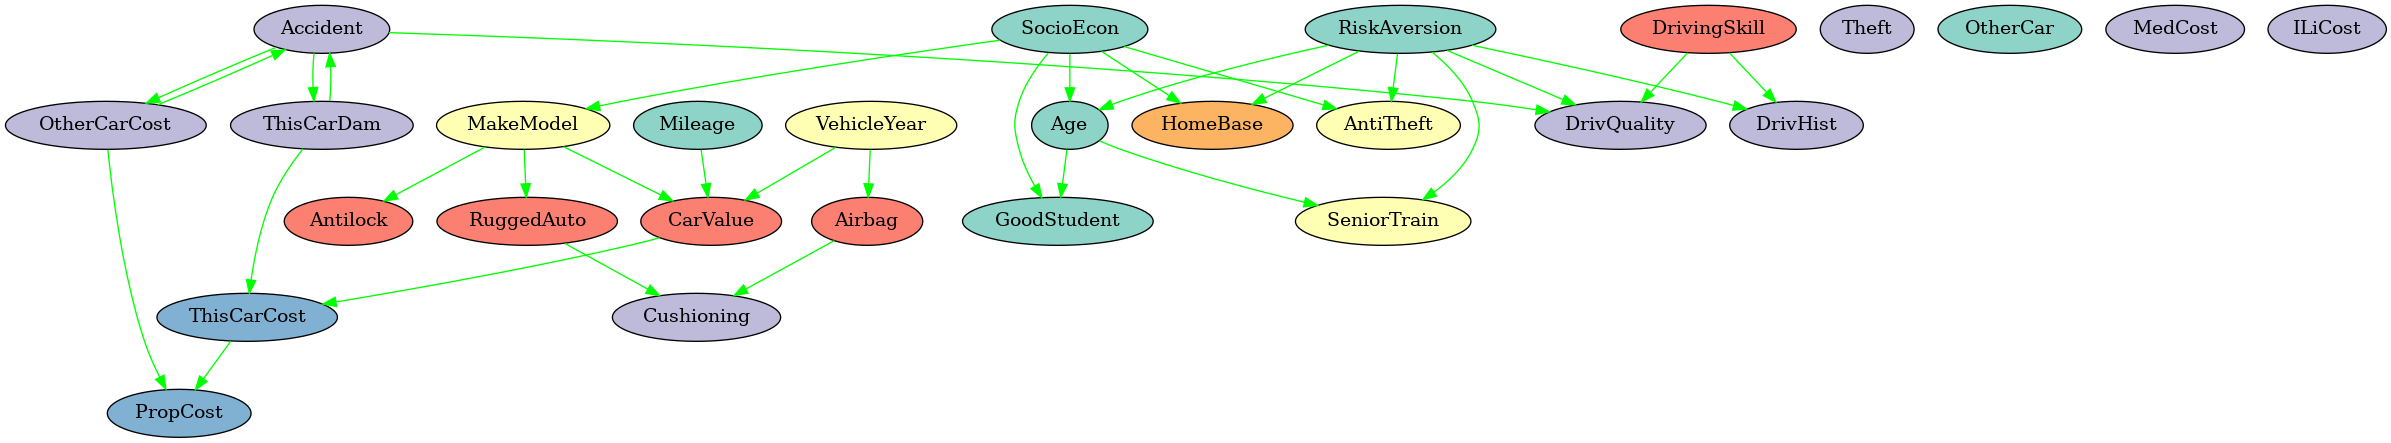 Accident
SocioEcon
RiskAversion
DrivingSkill
Theft
OtherCar
MedCost
ILiCost
OtherCarCost
ThisCarDam
MakeModel
Mileage
VehicleYear
Age
HomeBase
AntiTheft
DrivQuality
DrivHist
Antilock
RuggedAuto
CarValue
Airbag
GoodStudent
SeniorTrain
ThisCarCost
Cushioning
PropCost